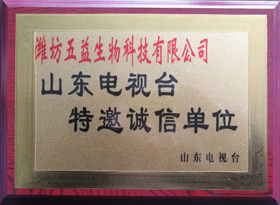 潍坊五益生物科技有限公司
山东电视台
特邀诚信单位
山东电视台